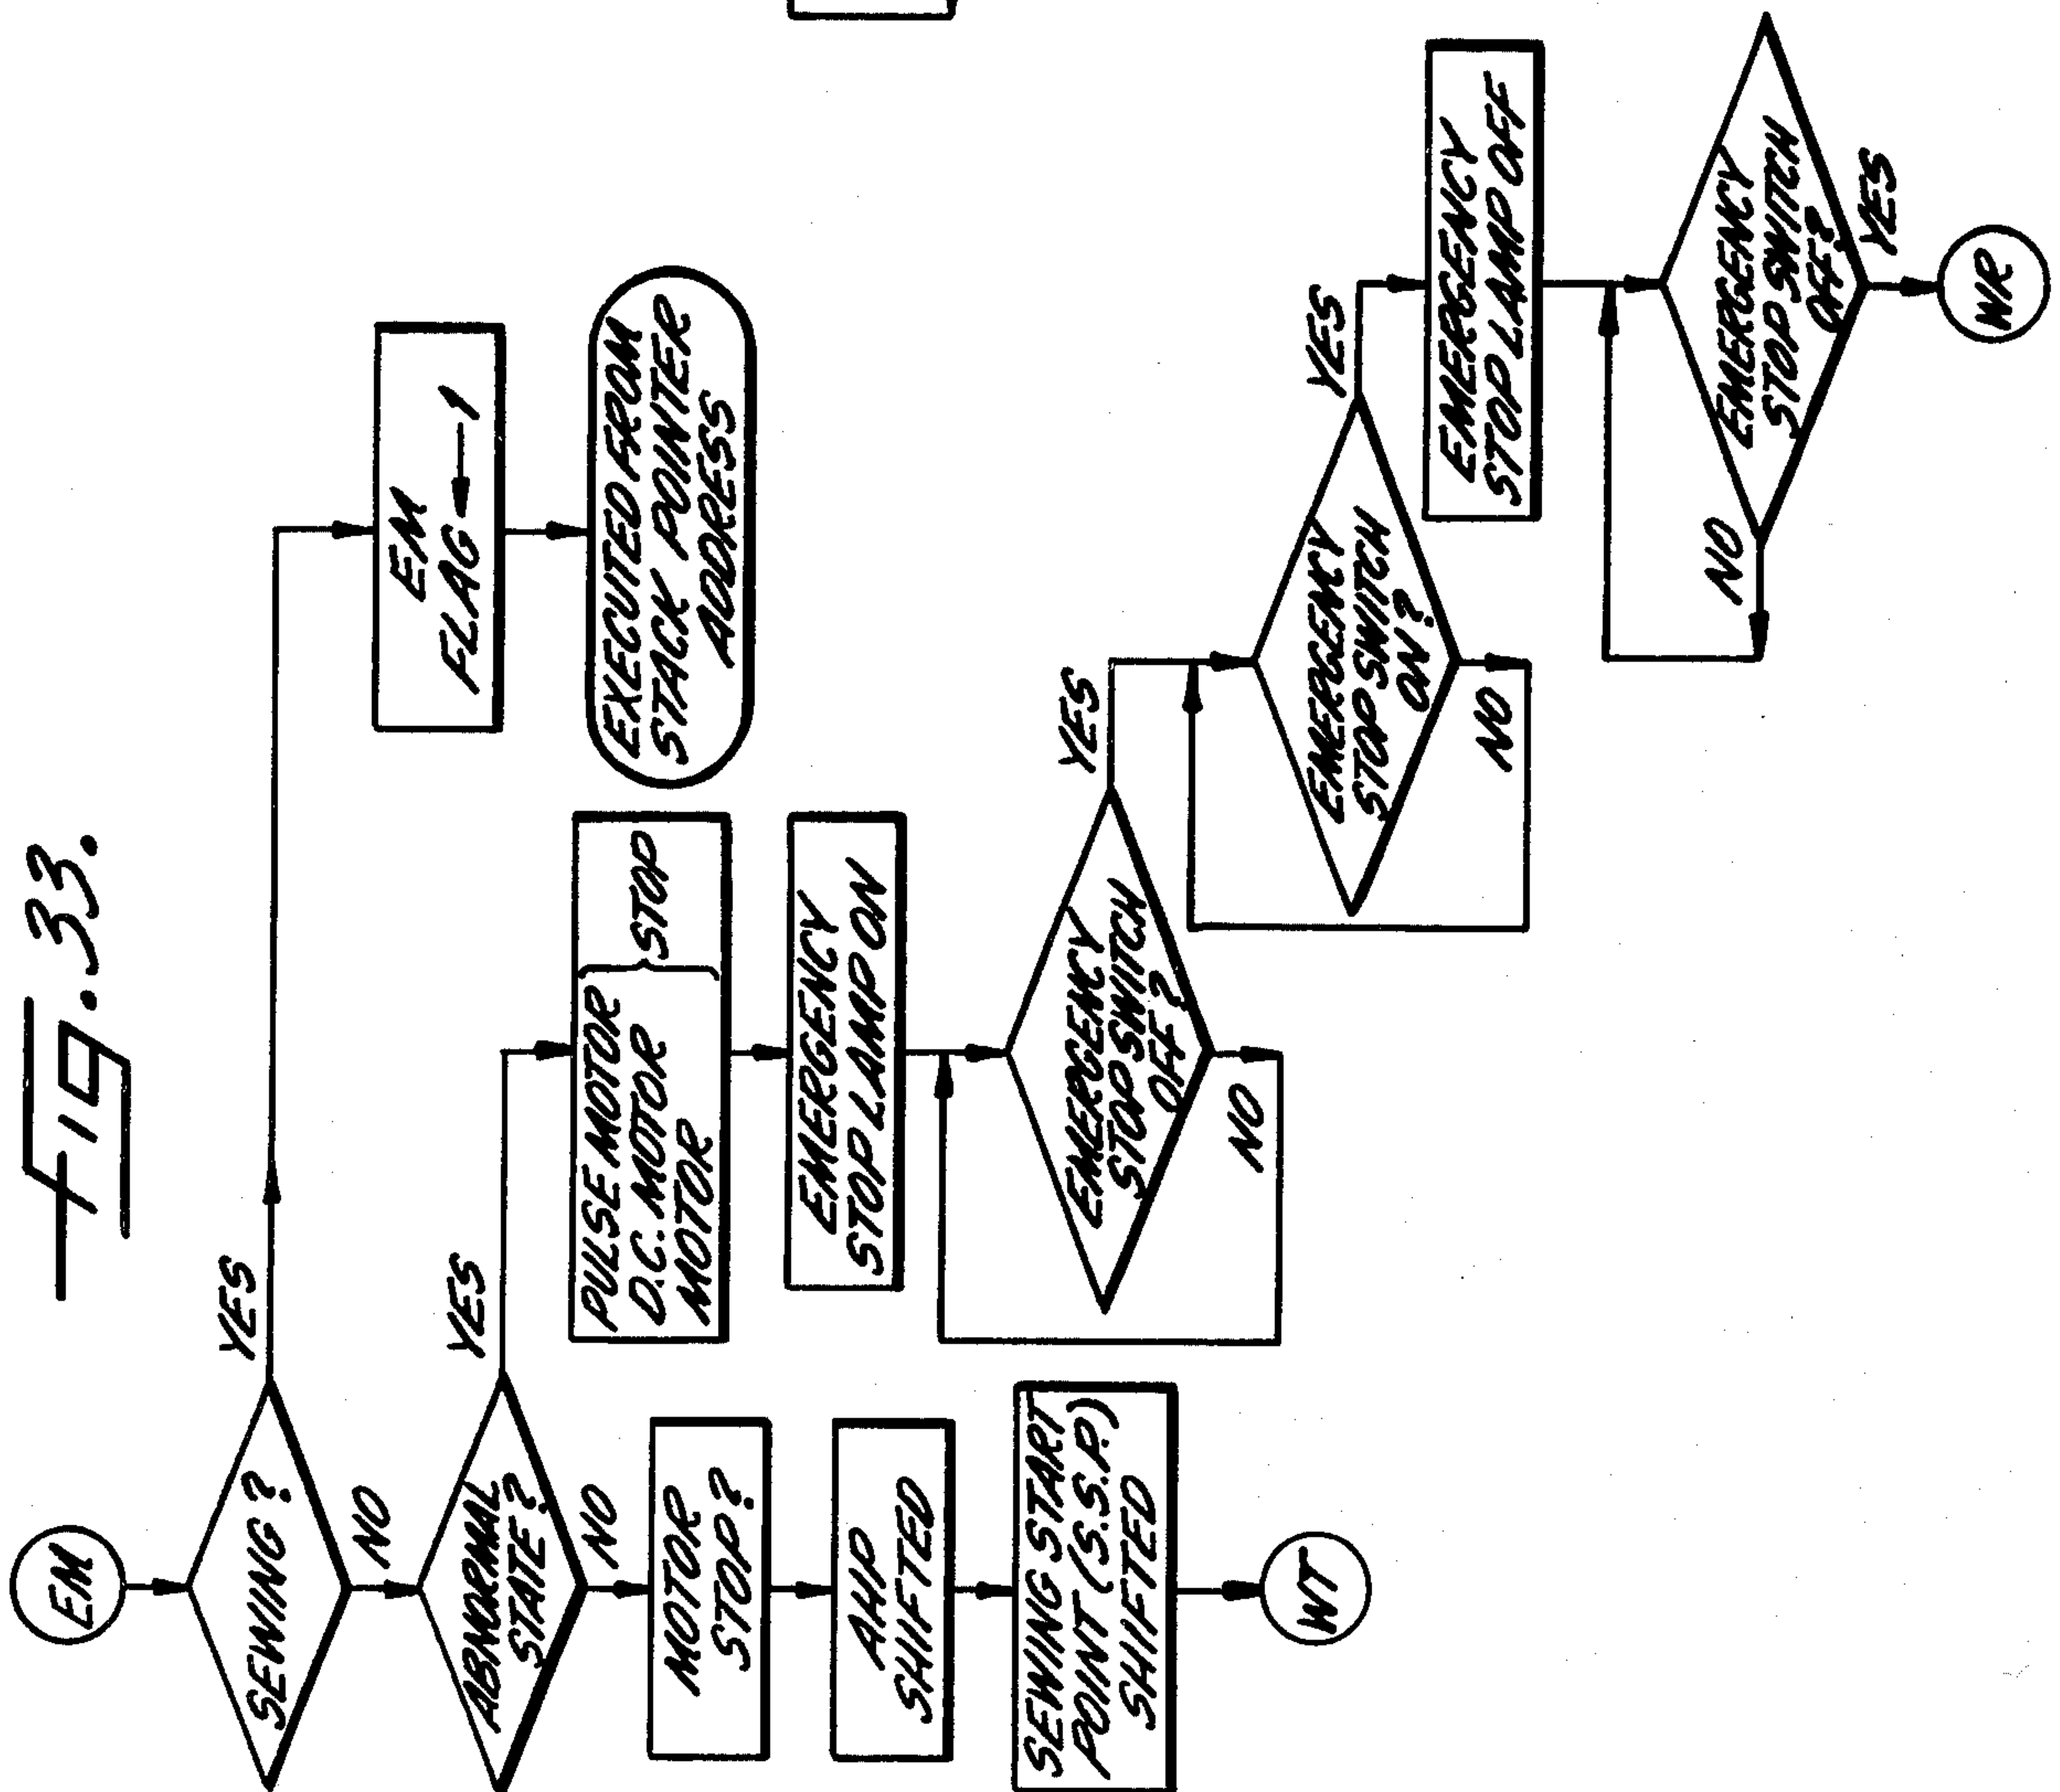 Fig. 33.
EM
SEWING?
YES
NO
EM
FLAG ← 1
EXECUTED FROM
STACK POINTER
ADDRESS
ABNORMAL
STATE?
YES
NO
MOTOR
STOP?
AHP
SHIFTED
SEWING START
POINT (S.S.P.)
SHIFTED
WT
PULSE MOTOR
D.C. MOTOR
MOTOR
STOP
EMERGENCY
STOP LAMP ON
EMERGENCY
STOP SWITCH
OFF?
YES
NO
EMERGENCY
STOP SWITCH
ON?
YES
NO
EMERGENCY
STOP LAMP OFF
EMERGENCY
STOP SWITCH
OFF?
NO
YES
WR